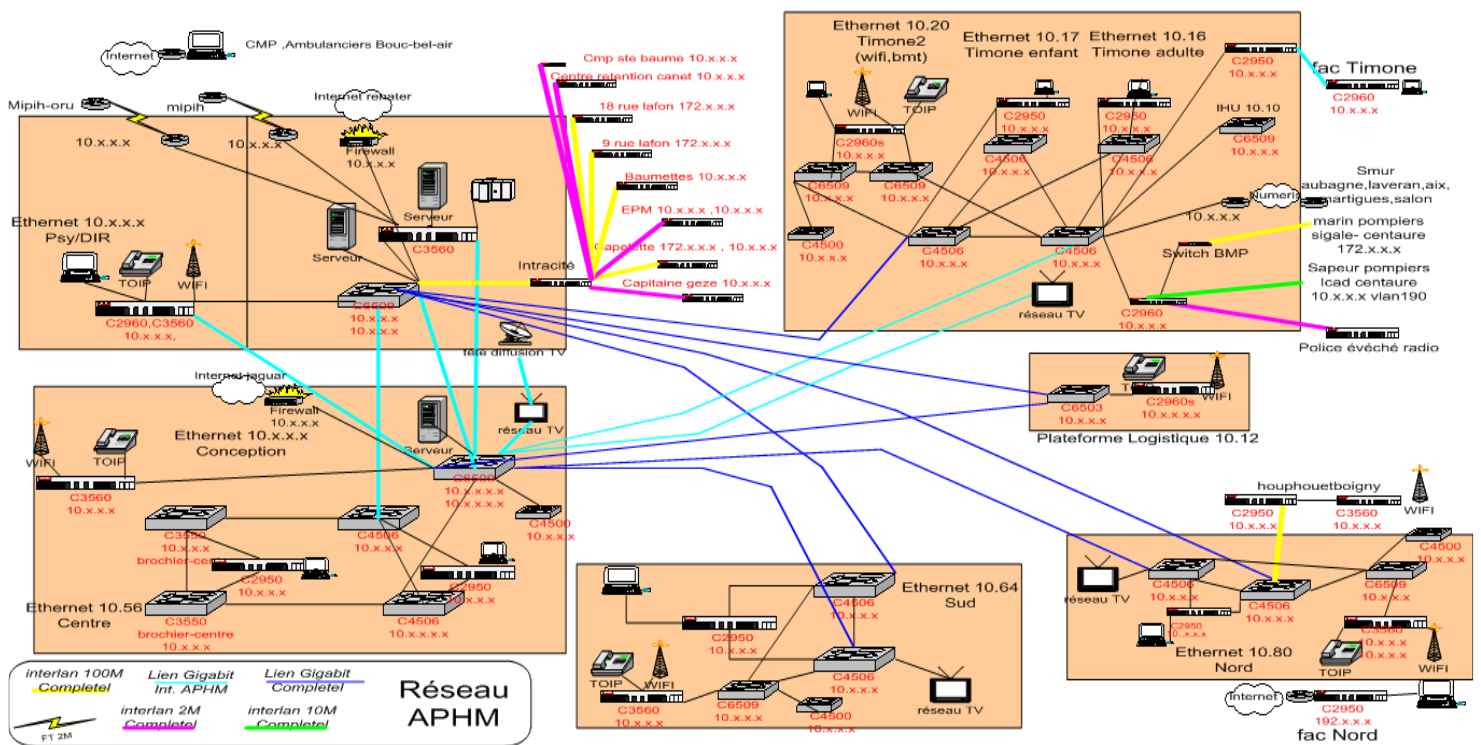 CMP ,Ambulanciers Bouc-bel-air
Internet
Mipih-oru
mipih
Internet renater
10.x.x.x
10.x.x.x
Firewall
10.x.x.x
Serveur
Serveur
C3560
Ethernet 10.x.x.x
Psy/DIR
TOIP
WIFI
C2960,C3560
10.x.x.x,
C6509
10.x.x.x
10.x.x.x
Intracité
télé diffusion TV
Cmp ste baume 10.x.x.x
Centre retention canet 10.x.x.x
18 rue lafon 172.x.x.x
9 rue lafon 172.x.x.x
Baumettes 10.x.x.x
EPM 10.x.x.x ,10.x.x.x
Capelette 172.x.x.x , 10.x.x.x
Capitaine geze 10.x.x.x
Ethernet 10.20
Timone2
(wifi,bmt)
Ethernet 10.17
Timone enfant
Ethernet 10.16
Timone adulte
WIFI
TOIP
C2960s
10.x.x.x
C6509
10.x.x.x
C6509
10.x.x.x
C4500
10.x.x.x
C2950
10.x.x.x
C4506
10.x.x.x
C2950
10.x.x.x
C4506
10.x.x.x
C4506
10.x.x.x
C4506
10.x.x.x
C2950
10.x.x.x
IHU 10.10
C6509
10.x.x.x
10.x.x.x
Switch BMP
C2960
10.x.x.x
réseau TV
fac Timone
C2960
10.x.x.x
Smur
aubagne,laveran,aix,
martigues,salon
Numeris
marin pompiers
sigale- centaure
172.x.x.x
Sapeur pompiers
Icad centaure
10.x.x.x vlan190
Police évéché radio
Internet jaguar
Firewall
10.x.x.x
Ethernet 10.x.x.x
Conception
Serveur
réseau TV
WIFI
TOIP
C3560
10.x.x.x
C6509
10.x.x.x.x
10.x.x.x.x
C4500
10.x.x.x
C3550
10.x.x.x
brochier-centre
C4506
10.x.x.x
C2950
10.x.x.x
C2950
10.x.x.x
Ethernet 10.56
Centre
C3550
brochier-centre
10.x.x.x
C4506
10.x.x.x
TOIP
WIFI
C6503
10.x.x.x
C2960s
10.x.x.x.x
Plateforme Logistique 10.12
houphouetboigny
C2950
10.x.x.x
C3560
10.x.x.x
WIFI
C4500
10.x.x.x
réseau TV
C4506
10.x.x.x
C4506
10.x.x.x
C6509
10.x.x.x
C2950
10.x.x.x
C3560
10.x.x.x
10.x.x.x
Ethernet 10.80
Nord
TOIP
WIFI
Internet
C2950
192.x.x.x
fac Nord
Ethernet 10.64
Sud
C4506
10.x.x.x
C2950
10.x.x.x
C4506
10.x.x.x
TOIP
WIFI
C3560
10.x.x.x
C6509
10.x.x.x
C4500
10.x.x.x
réseau TV
interlan 100M
Completel
Lien Gigabit
Int. APHM
Lien Gigabit
Completel
interlan 2M
Completel
interlan 10M
Completel
FT 2M
Réseau
APHM